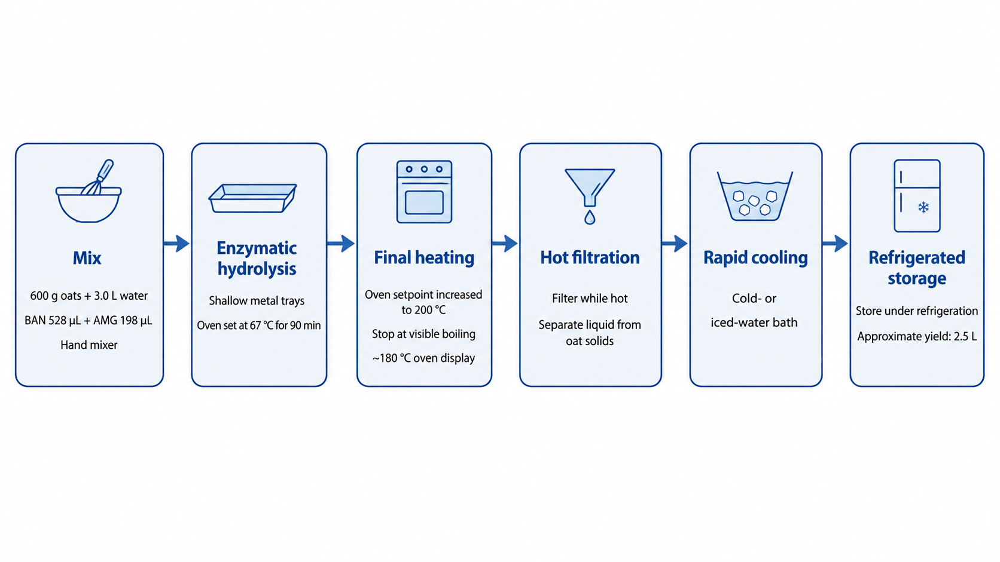 Mix
600 g oats + 3.0 L water
BAN 528 µL + AMG 198 µL
Hand mixer
Enzymatic
hydrolysis
Shallow metal trays
Oven set at 67 °C for 90 min
Final heating
Oven setpoint increased
to 200 °C
Stop at visible boiling
~180 °C oven display
Hot filtration
Filter while hot
Separate liquid from
oat solids
Rapid cooling
Cold- or
iced-water bath
Refrigerated
storage
Store under refrigeration
Approximate yield: 2.5 L